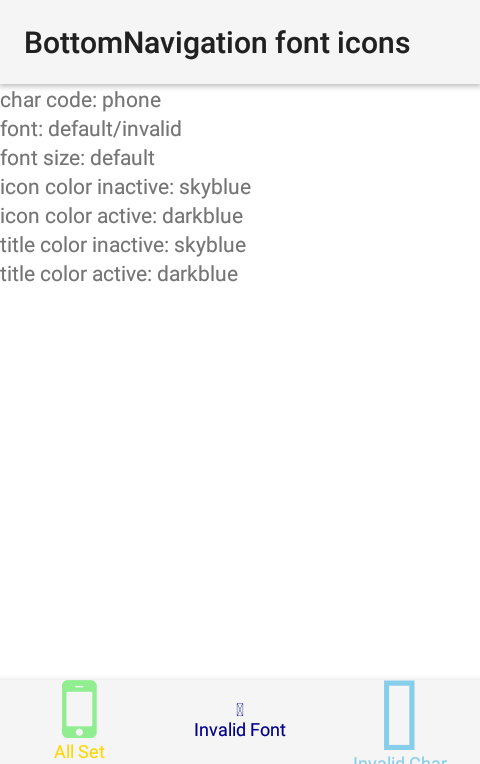 BottomNavigation font icons
char code: phone
font: default/invalid
font size: default
icon color inactive: skyblue
icon color active: darkblue
title color inactive: skyblue
title color active: darkblue
All Set
Invalid Font
Invalid Char